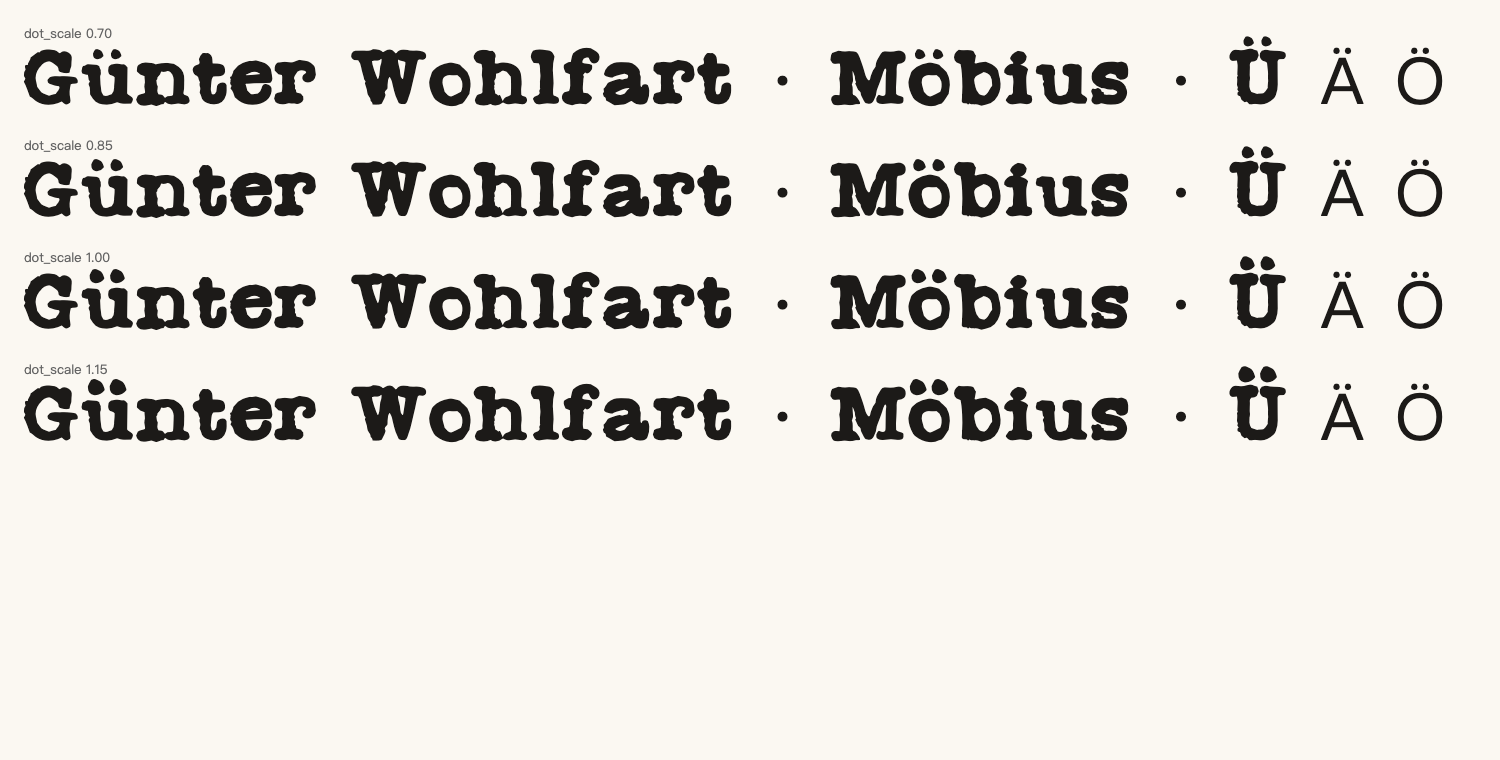 dot_scale 0.70
Günter Wohlfart · Möbius · Ü Ä Ö
dot_scale 0.85
Günter Wohlfart · Möbius · Ü Ä Ö
dot_scale 1.00
Günter Wohlfart · Möbius · Ü Ä Ö
dot_scale 1.15
Günter Wohlfart · Möbius · Ü Ä Ö